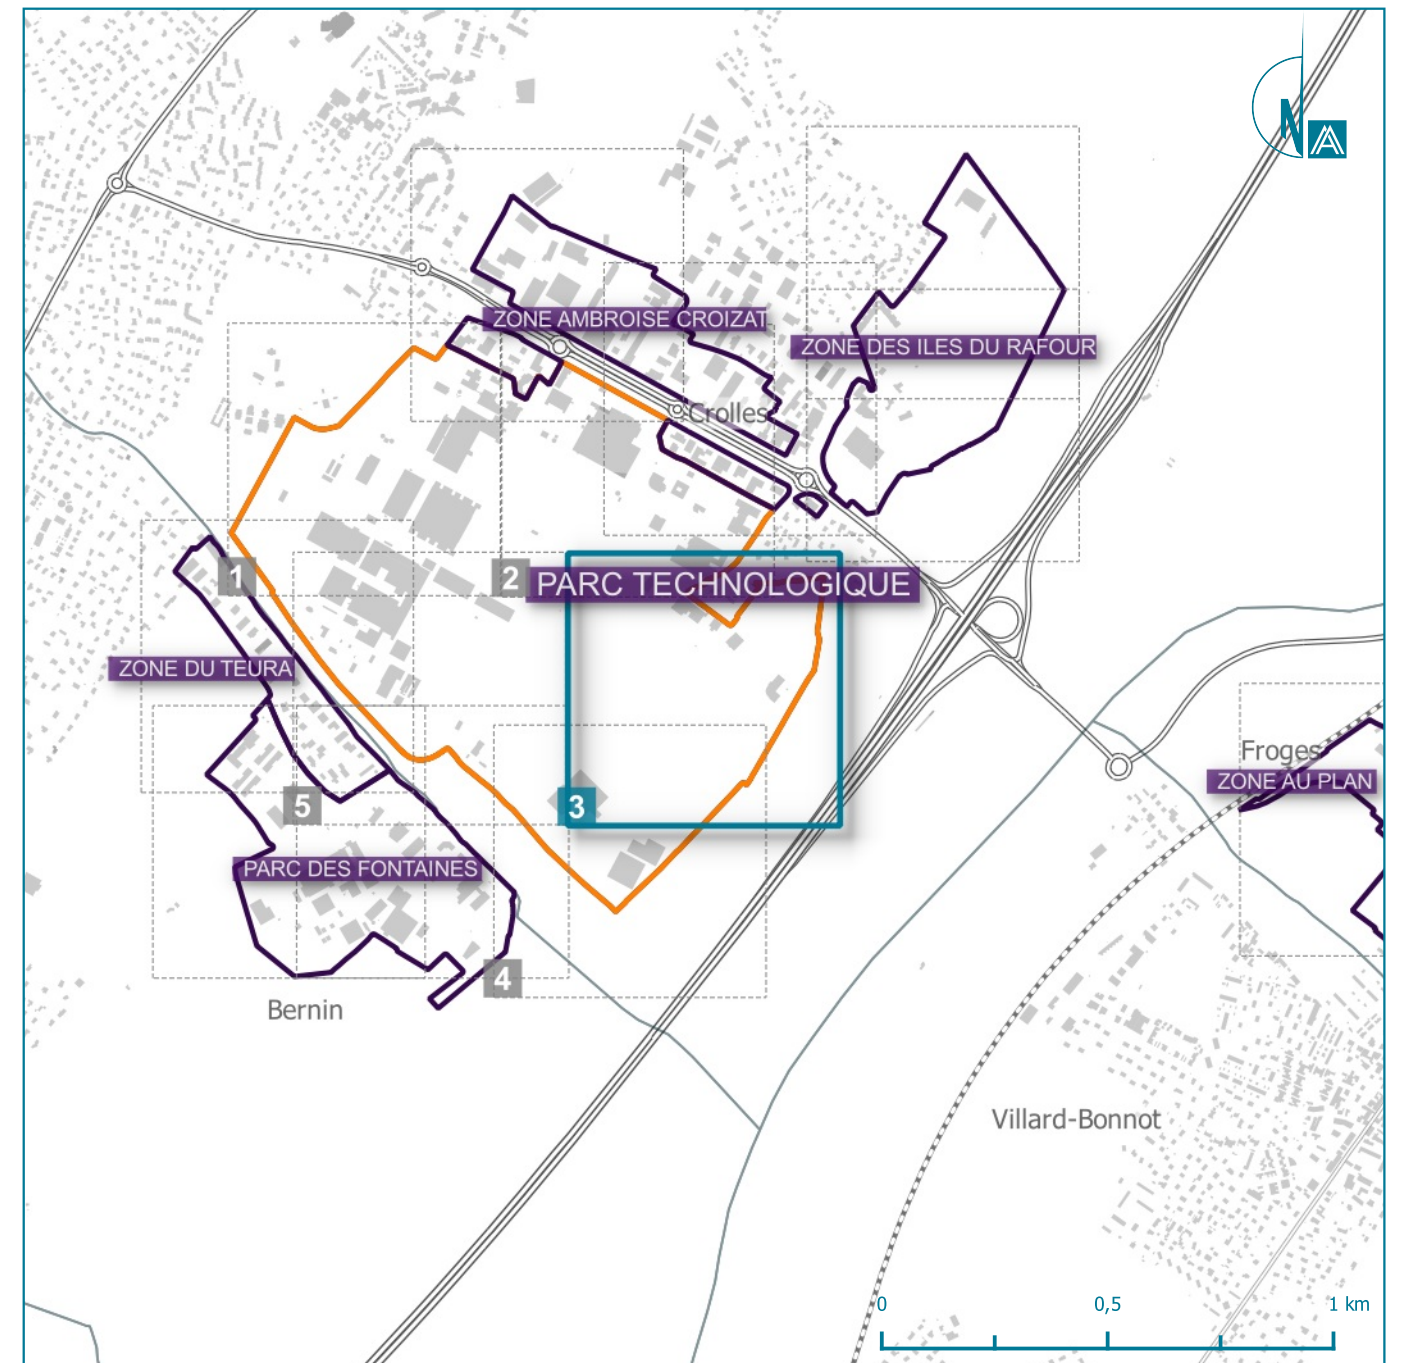 N
ZONE AMBROISE CROIZAT
ZONE DES ILES DU RAFOUR
Crolles
1
2
PARC TECHNOLOGIQUE
ZONE DU TEURA
Froges
ZONE AU PLAN
5
3
PARC DES FONTAINES
4
Bernin
Villard-Bonnot
0 0,5 1 km